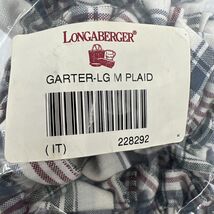 LONGABERGER®
GARTER-LG M PLAID
228292
(IT)